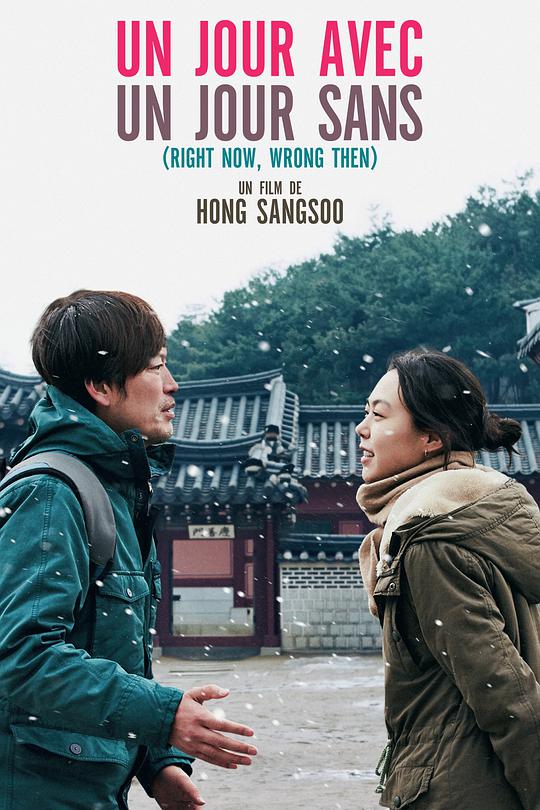 UN JOUR AVEC
UN JOUR SANS
(RIGHT NOW, WRONG THEN)
UN FILM DE
HONG SANGSOO